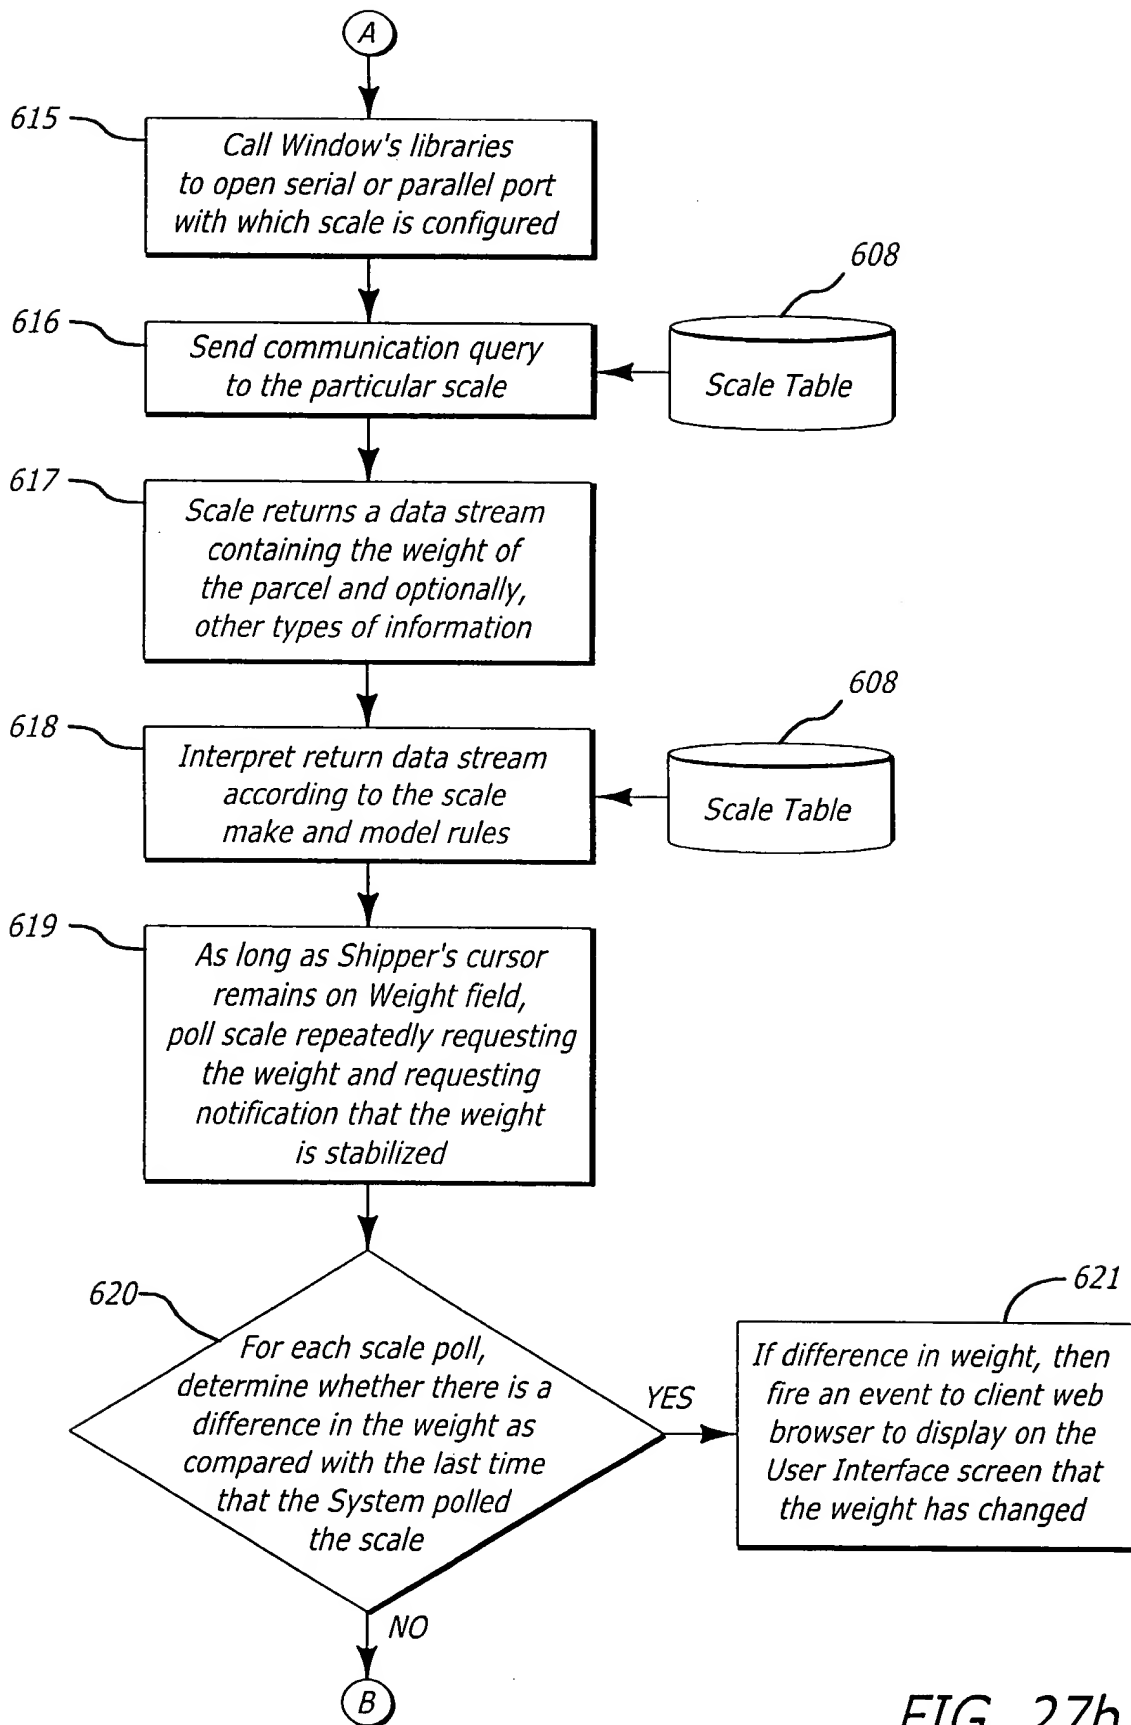 A
615
Call Window's libraries
to open serial or parallel port
with which scale is configured
608
616
Send communication query
to the particular scale
Scale Table
617
Scale returns a data stream
containing the weight of
the parcel and optionally,
other types of information
608
618
Interpret return data stream
according to the scale
make and model rules
Scale Table
619
As long as Shipper's cursor
remains on Weight field,
poll scale repeatedly requesting
the weight and requesting
notification that the weight
is stabilized
620
For each scale poll,
determine whether there is a
difference in the weight as
compared with the last time
that the System polled
the scale
YES
621
If difference in weight, then
fire an event to client web
browser to display on the
User Interface screen that
the weight has changed
NO
B
FIG. 27b